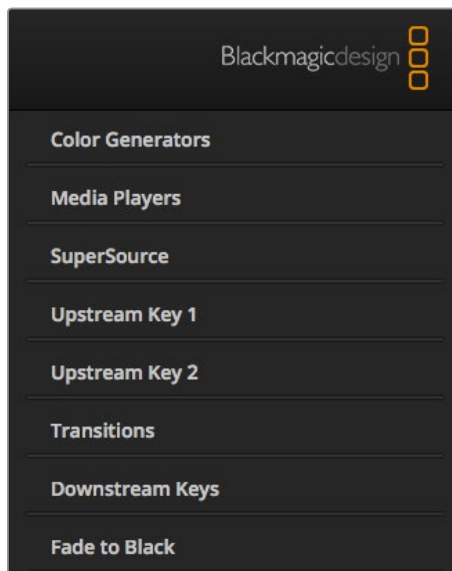 Blackmagicdesign
Color Generators
Media Players
SuperSource
Upstream Key 1
Upstream Key 2
Transitions
Downstream Keys
Fade to Black